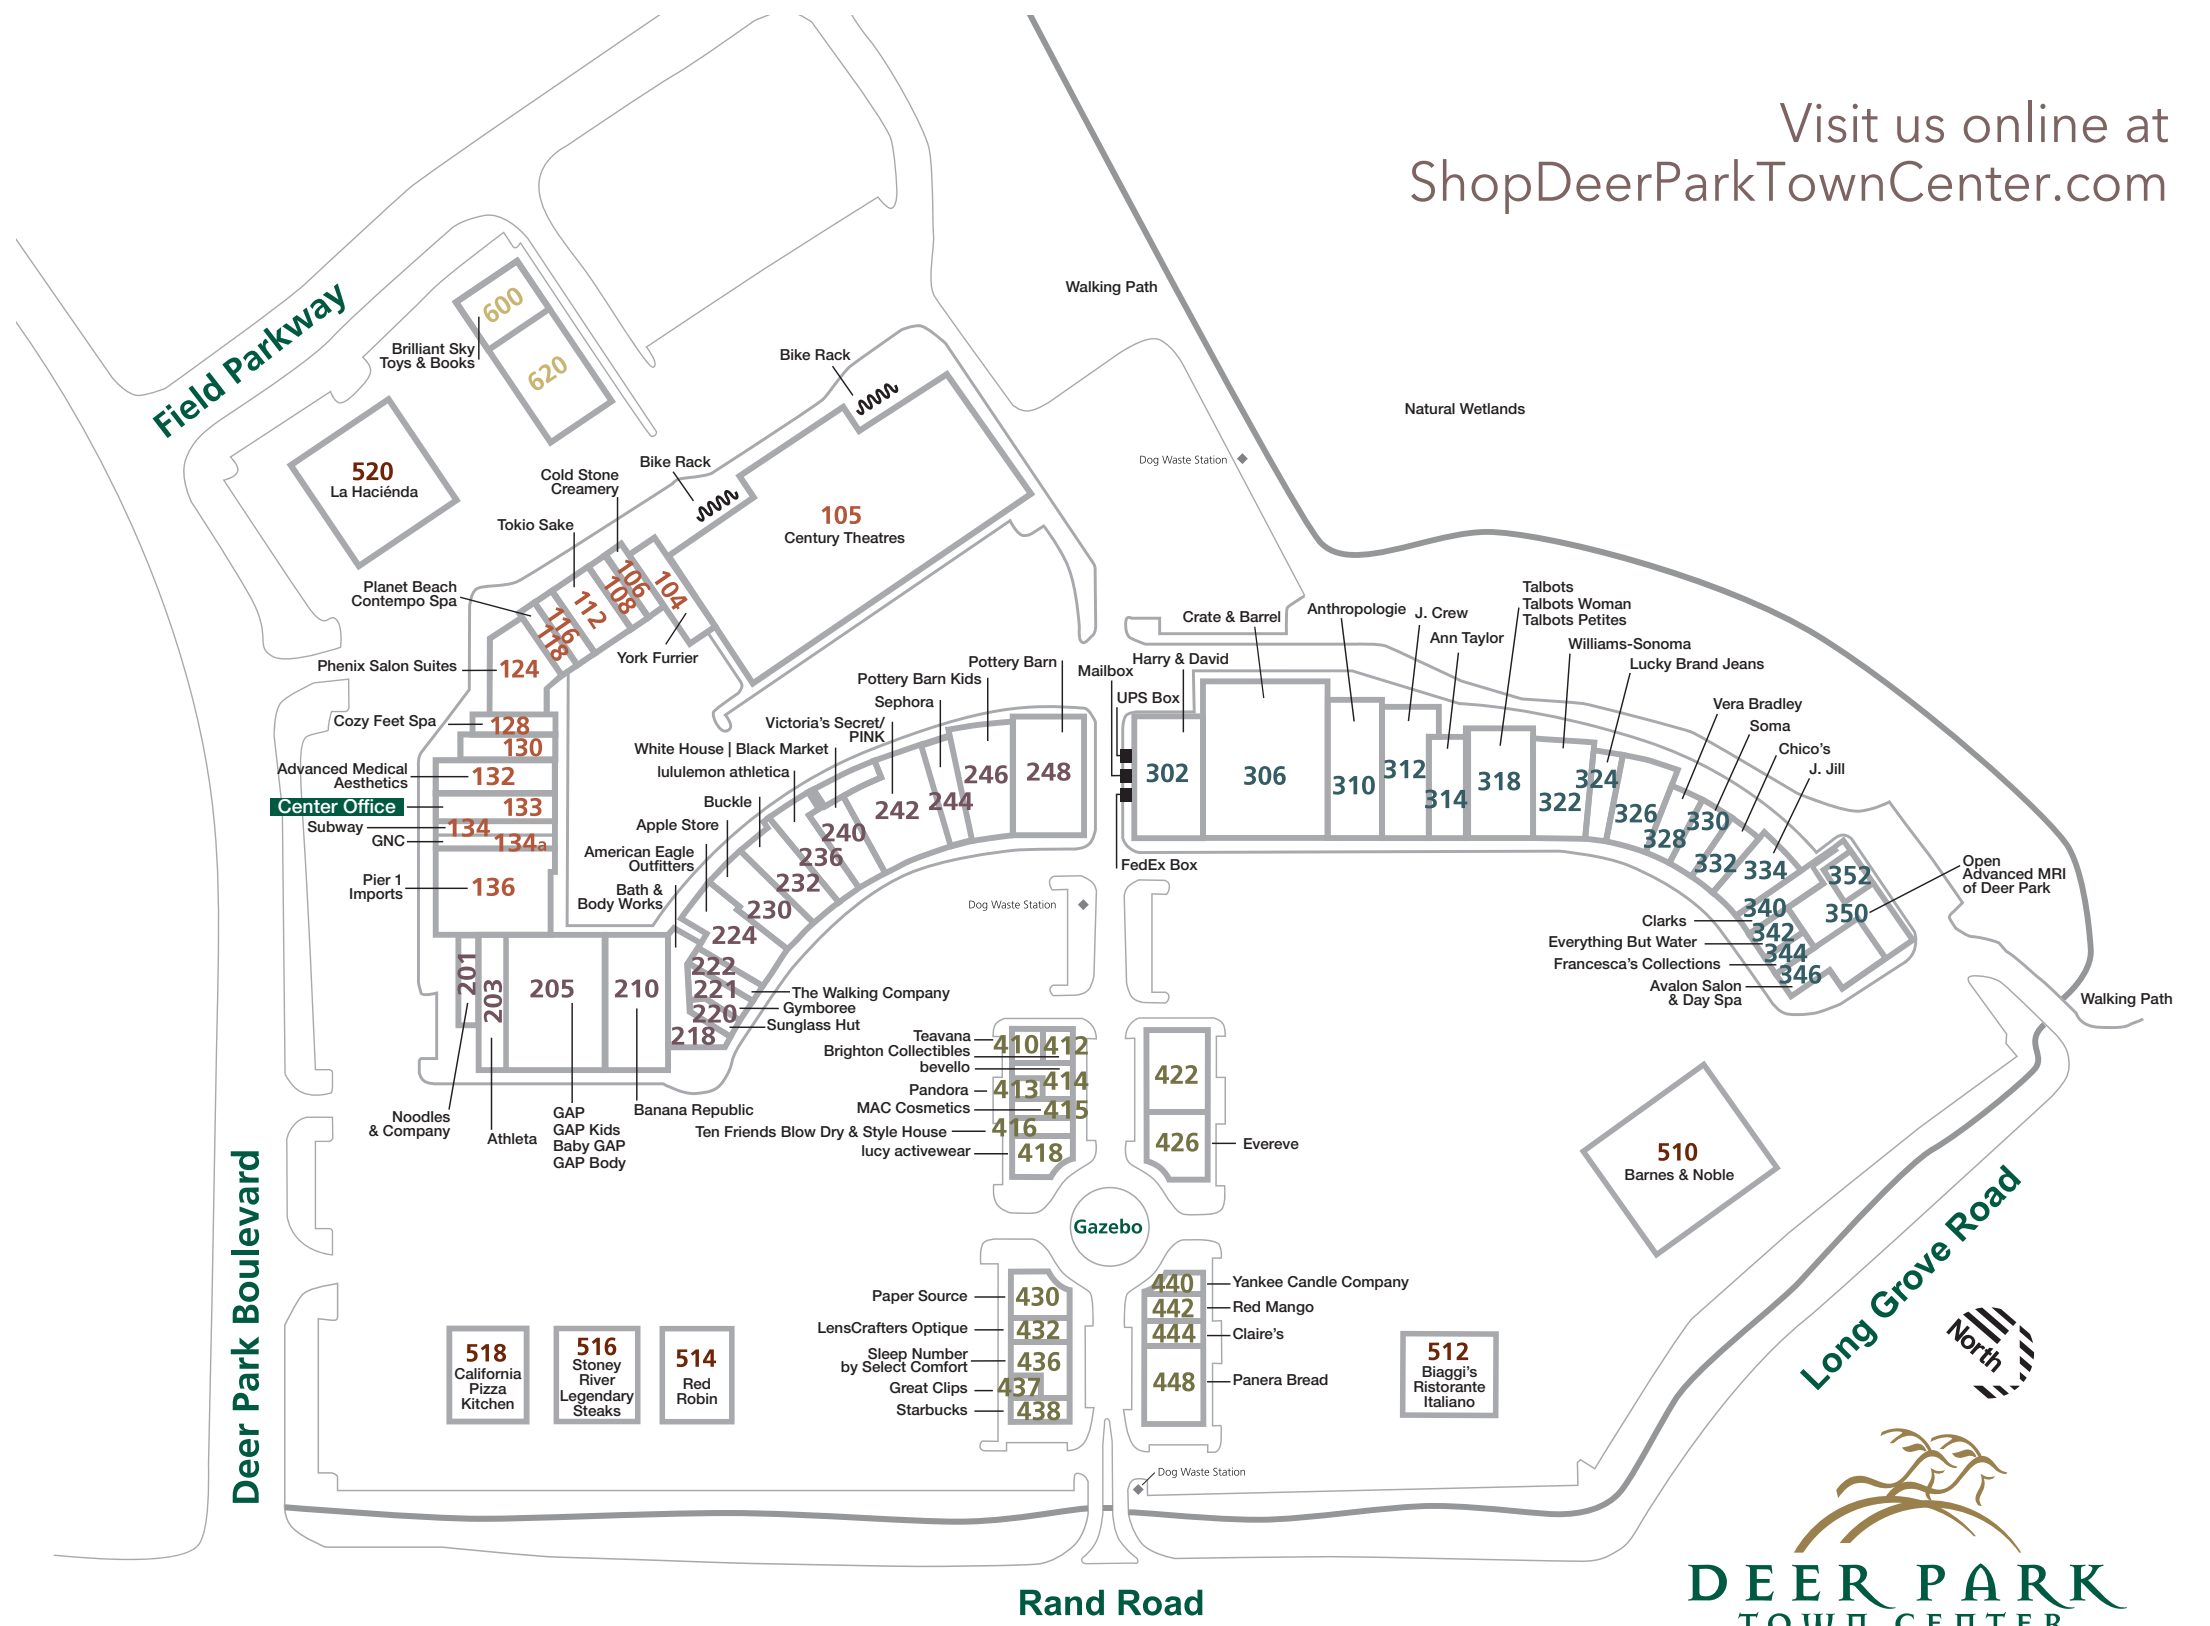 Visit us online at
ShopDeerParkTownCenter.com
Walking Path
Natural Wetlands
Field Parkway
600
Brilliant Sky
Toys & Books
620
520
La Haciénda
Bike Rack
Bike Rack
Cold Stone
Creamery
Tokio Sake
Planet Beach
Contempo Spa
105
Century Theatres
104
106
108
112
116
118
York Furrier
Phenix Salon Suites
124
Cozy Feet Spa
128
130
Advanced Medical
Aesthetics
132
Center Office
133
Subway
134
GNC
134a
Pier 1
Imports
136
Dog Waste Station
Pottery Barn
Pottery Barn Kids
Sephora
Victoria's Secret/
PINK
White House | Black Market
lululemon athletica
Buckle
Apple Store
American Eagle
Outfitters
Bath &
Body Works
248
246
244
242
240
236
232
230
224
222
221
220
218
The Walking Company
Gymboree
Sunglass Hut
201
203
205
210
Noodles
& Company
Athleta
GAP
GAP Kids
Baby GAP
GAP Body
Banana Republic
Mailbox
Harry & David
UPS Box
FedEx Box
Crate & Barrel
Anthropologie
J. Crew
Ann Taylor
Talbots
Talbots Woman
Talbots Petites
Williams-Sonoma
Lucky Brand Jeans
Vera Bradley
Soma
Chico's
J. Jill
302
306
310
312
314
318
322
324
326
328
330
332
334
352
350
340
342
344
346
Open
Advanced MRI
of Deer Park
Clarks
Everything But Water
Francesca's Collections
Avalon Salon
& Day Spa
Walking Path
Dog Waste Station
Teavana
410
412
Brighton Collectibles
bevello
414
Pandora
413
MAC Cosmetics
415
Ten Friends Blow Dry & Style House
416
lucy activewear
418
422
426
Evereve
Gazebo
510
Barnes & Noble
Paper Source
430
LensCrafters Optique
432
Sleep Number
by Select Comfort
436
Great Clips
437
Starbucks
438
440
Yankee Candle Company
442
Red Mango
444
Claire's
448
Panera Bread
518
California
Pizza
Kitchen
516
Stoney
River
Legendary
Steaks
514
Red
Robin
512
Biaggi's
Ristorante
Italiano
Dog Waste Station
Deer Park Boulevard
Long Grove Road
North
Rand Road
DEER PARK
TOWN CENTER